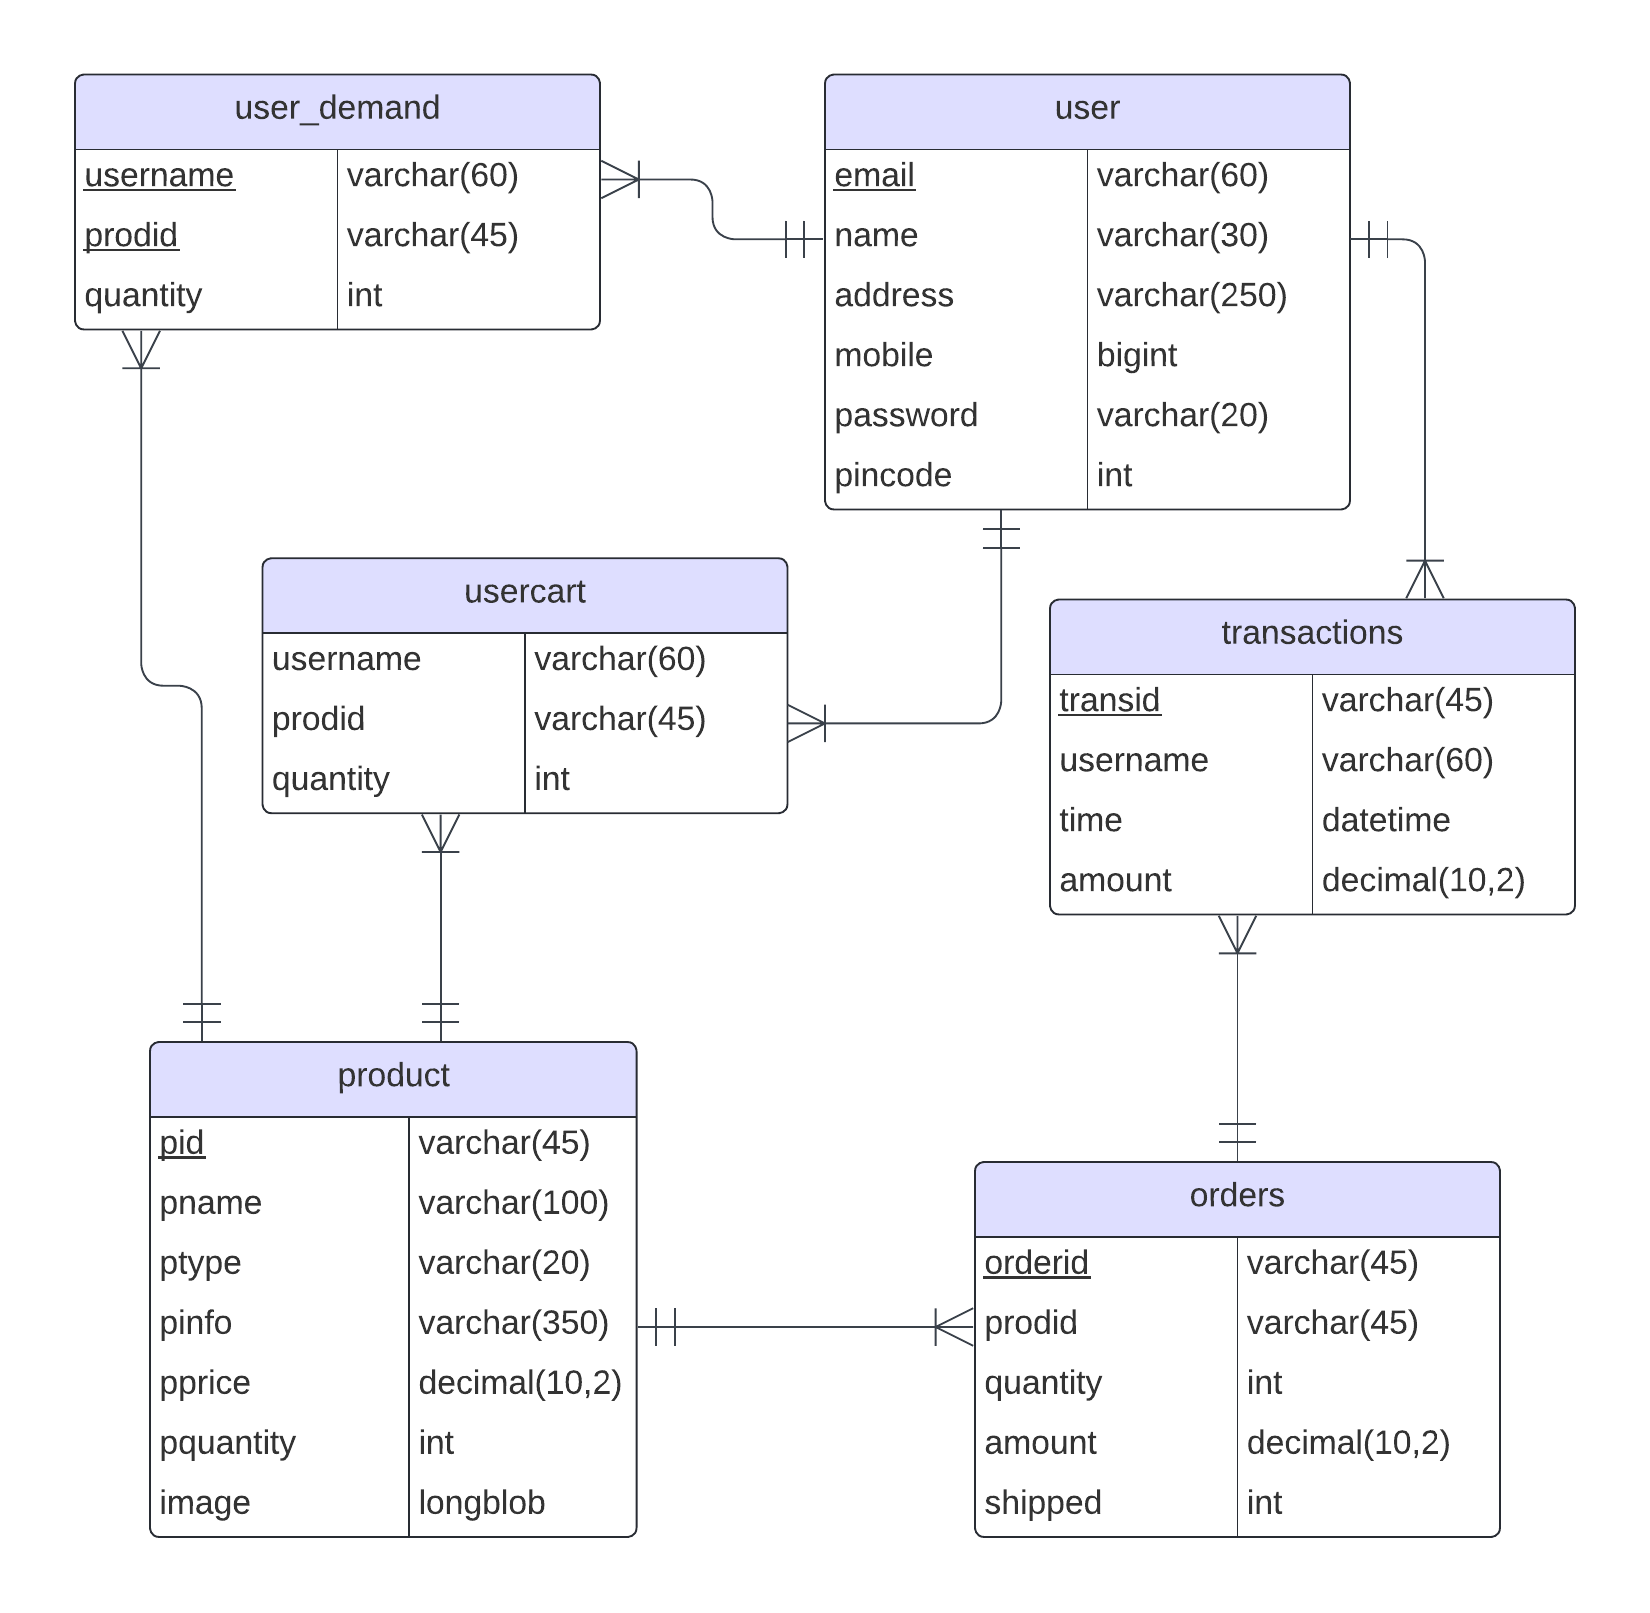 user_demand
username varchar(60)
prodid varchar(45)
quantity int
user
email varchar(60)
name varchar(30)
address varchar(250)
mobile bigint
password varchar(20)
pincode int
usercart
username varchar(60)
prodid varchar(45)
quantity int
transactions
transid varchar(45)
username varchar(60)
time datetime
amount decimal(10,2)
product
pid varchar(45)
pname varchar(100)
ptype varchar(20)
pinfo varchar(350)
pprice decimal(10,2)
pquantity int
image longblob
orders
orderid varchar(45)
prodid varchar(45)
quantity int
amount decimal(10,2)
shipped int